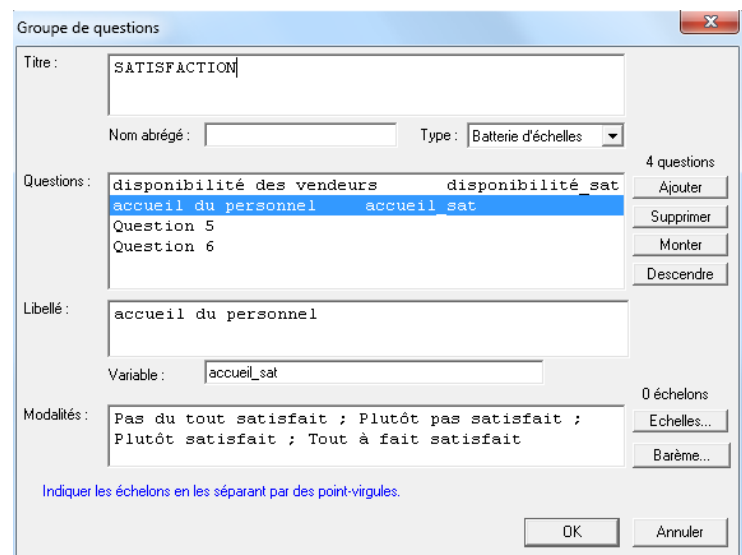 Groupe de questions
Titre :
SATISFACTION
Nom abrégé :
Type : Batterie d'échelles
4 questions
Questions :
disponibilité des vendeurs disponibilité_sat
accueil du personnel accueil_sat
Question 5
Question 6
Ajouter
Supprimer
Monter
Descendre
Libellé :
accueil du personnel
Variable : accueil_sat
0 échelons
Modalités :
Pas du tout satisfait ; Plutôt pas satisfait ;
Plutôt satisfait ; Tout à fait satisfait
Echelles...
Barème...
Indiquer les échelons en les séparant par des point-virgules.
OK
Annuler